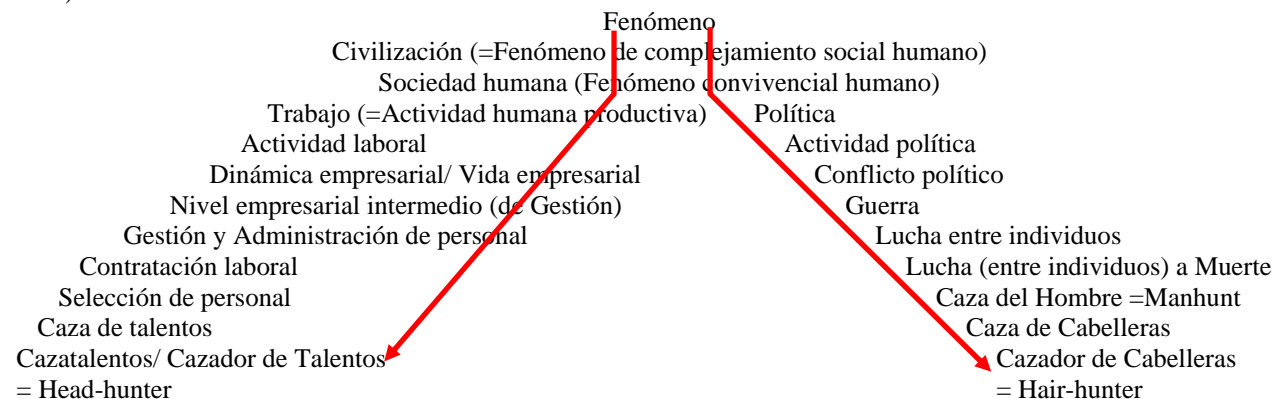 Fenómeno
Civilización (=Fenómeno de complejamiento social humano)
Sociedad humana (Fenómeno convivencial humano)
Trabajo (=Actividad humana productiva) Política
Actividad laboral Actividad política
Dinámica empresarial/ Vida empresarial Conflicto político
Nivel empresarial intermedio (de Gestión) Guerra
Gestión y Administración de personal Lucha entre individuos
Contratación laboral Lucha (entre individuos) a Muerte
Selección de personal Caza del Hombre =Manhunt
Caza de talentos Caza de Cabelleras
Cazatalentos/ Cazador de Talentos Cazador de Cabelleras
= Head-hunter = Hair-hunter